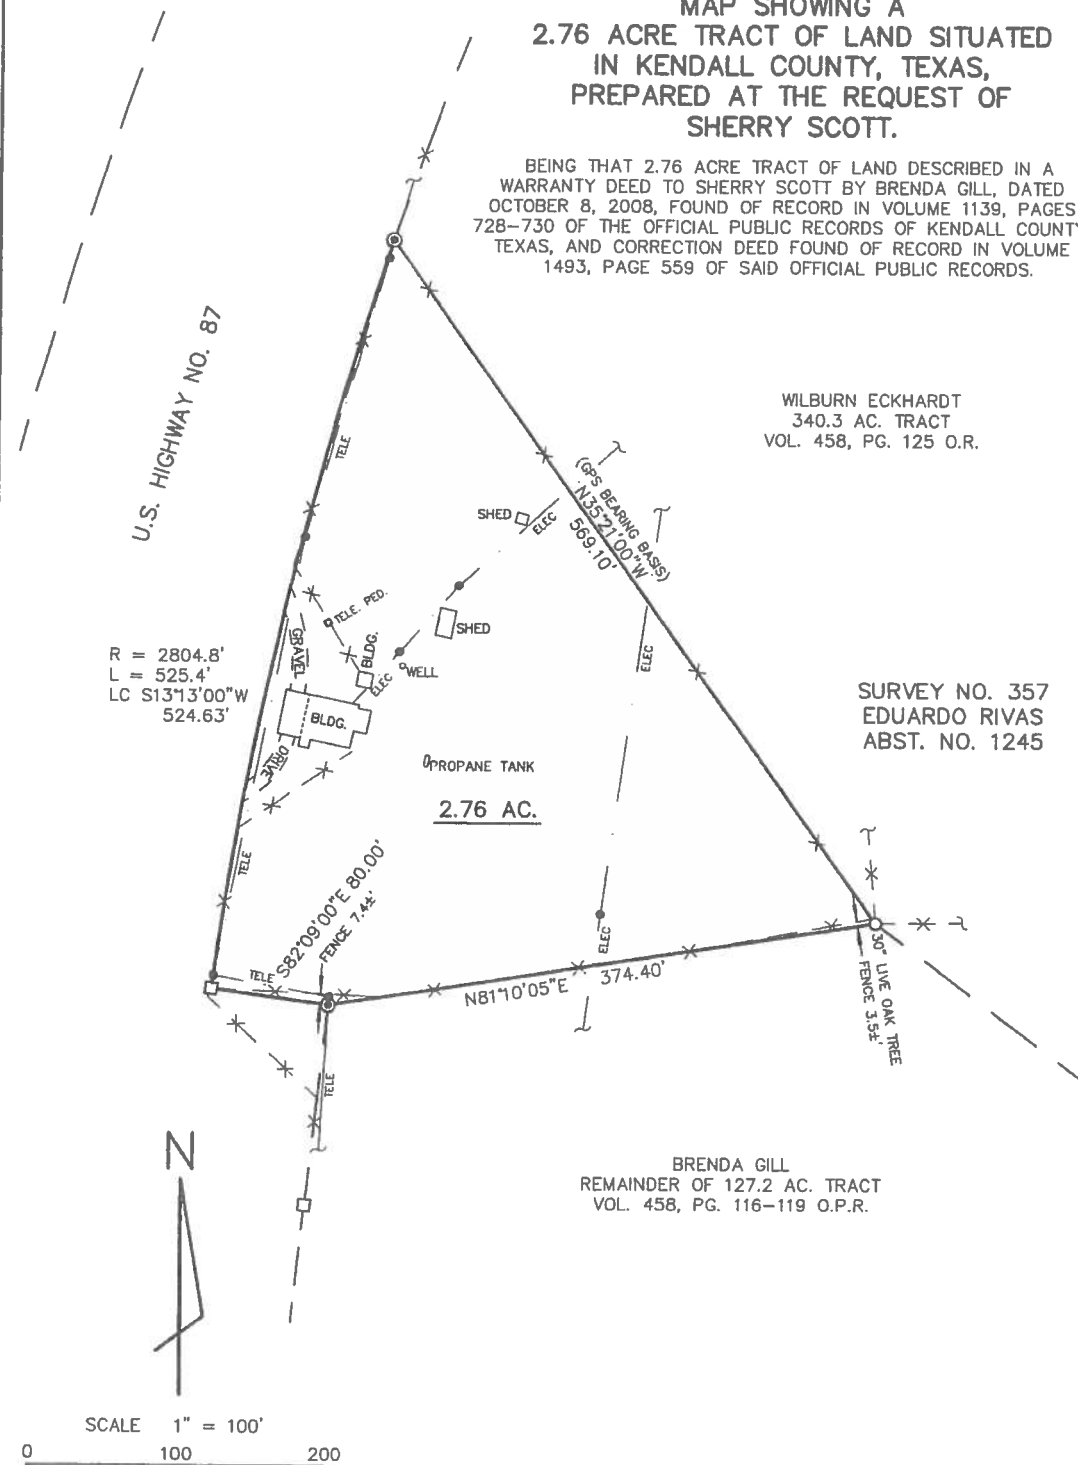 MAP SHOWING A
2.76 ACRE TRACT OF LAND SITUATED
IN KENDALL COUNTY, TEXAS,
PREPARED AT THE REQUEST OF
SHERRY SCOTT.
BEING THAT 2.76 ACRE TRACT OF LAND DESCRIBED IN A
WARRANTY DEED TO SHERRY SCOTT BY BRENDA GILL, DATED
OCTOBER 8, 2008, FOUND OF RECORD IN VOLUME 1139, PAGES
728-730 OF THE OFFICIAL PUBLIC RECORDS OF KENDALL COUNTY
TEXAS, AND CORRECTION DEED FOUND OF RECORD IN VOLUME
1493, PAGE 559 OF SAID OFFICIAL PUBLIC RECORDS.
U.S. HIGHWAY NO. 87
WILBURN ECKHARDT
340.3 AC. TRACT
VOL. 458, PG. 125 O.R.
TELE
(GPS BEARING BASIS)
N35°21'00"W
569.10'
SHED
ELEC
TELE. PED.
SHED
GRAVEL
BLDG.
WELL
ELEC
ELEC
R = 2804.8'
L = 525.4'
LC S13°13'00"W
524.63'
BLDG.
DRIVE
SURVEY NO. 357
EDUARDO RIVAS
ABST. NO. 1245
PROPANE TANK
2.76 AC.
TELE
S82°09'00"E 80.00'
FENCE 7.4±'
TELE
ELEC
N81°10'05"E
374.40'
30" LIVE OAK TREE
FENCE 3.5±'
TELE
N
BRENDA GILL
REMAINDER OF 127.2 AC. TRACT
VOL. 458, PG. 116-119 O.P.R.
SCALE 1" = 100'
0 100 200